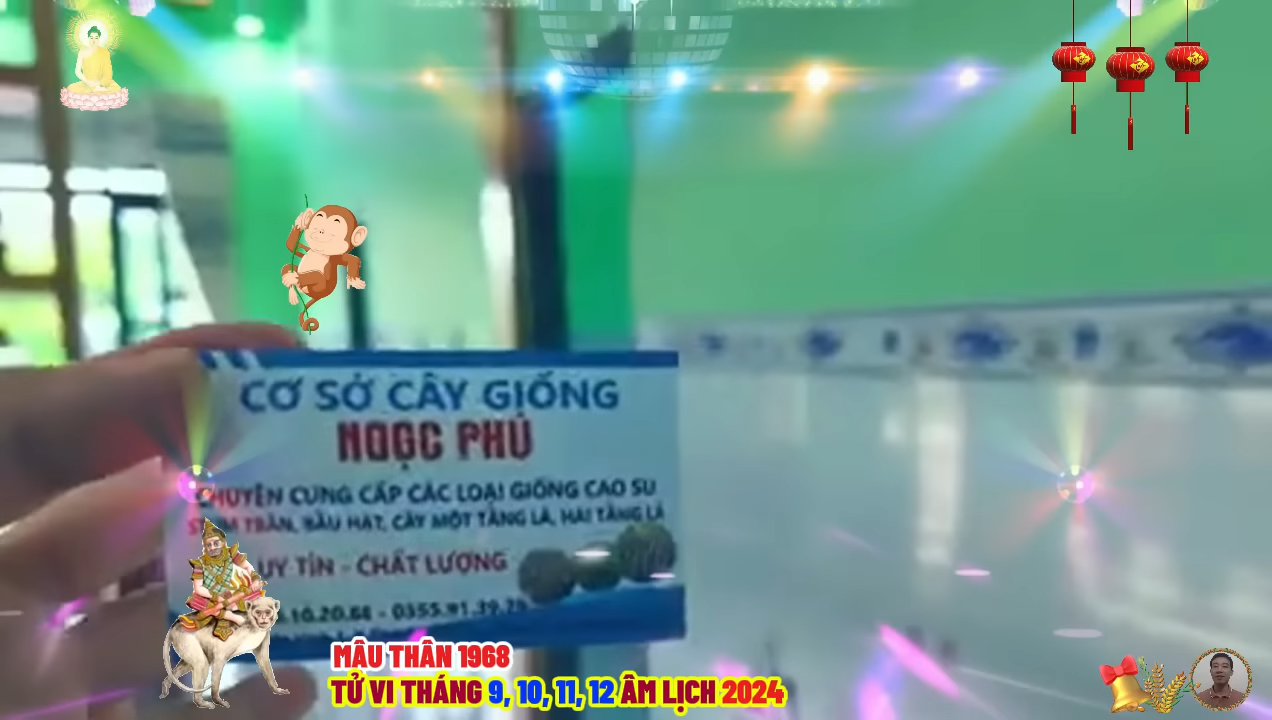 CƠ SỞ CÂY GIỐNG
NGỌC PHÚ
CHUYÊN CUNG CẤP CÁC LOẠI GIỐNG CAO SU
TRẦN, BẦU HẠT, CÂY MỘT TẦNG LÁ, HAI TẦNG LÁ
UY TÍN - CHẤT LƯỢNG
MÂU THÂN 1968
TỬ VI THÁNG 9, 10, 11, 12 ÂM LỊCH 2024